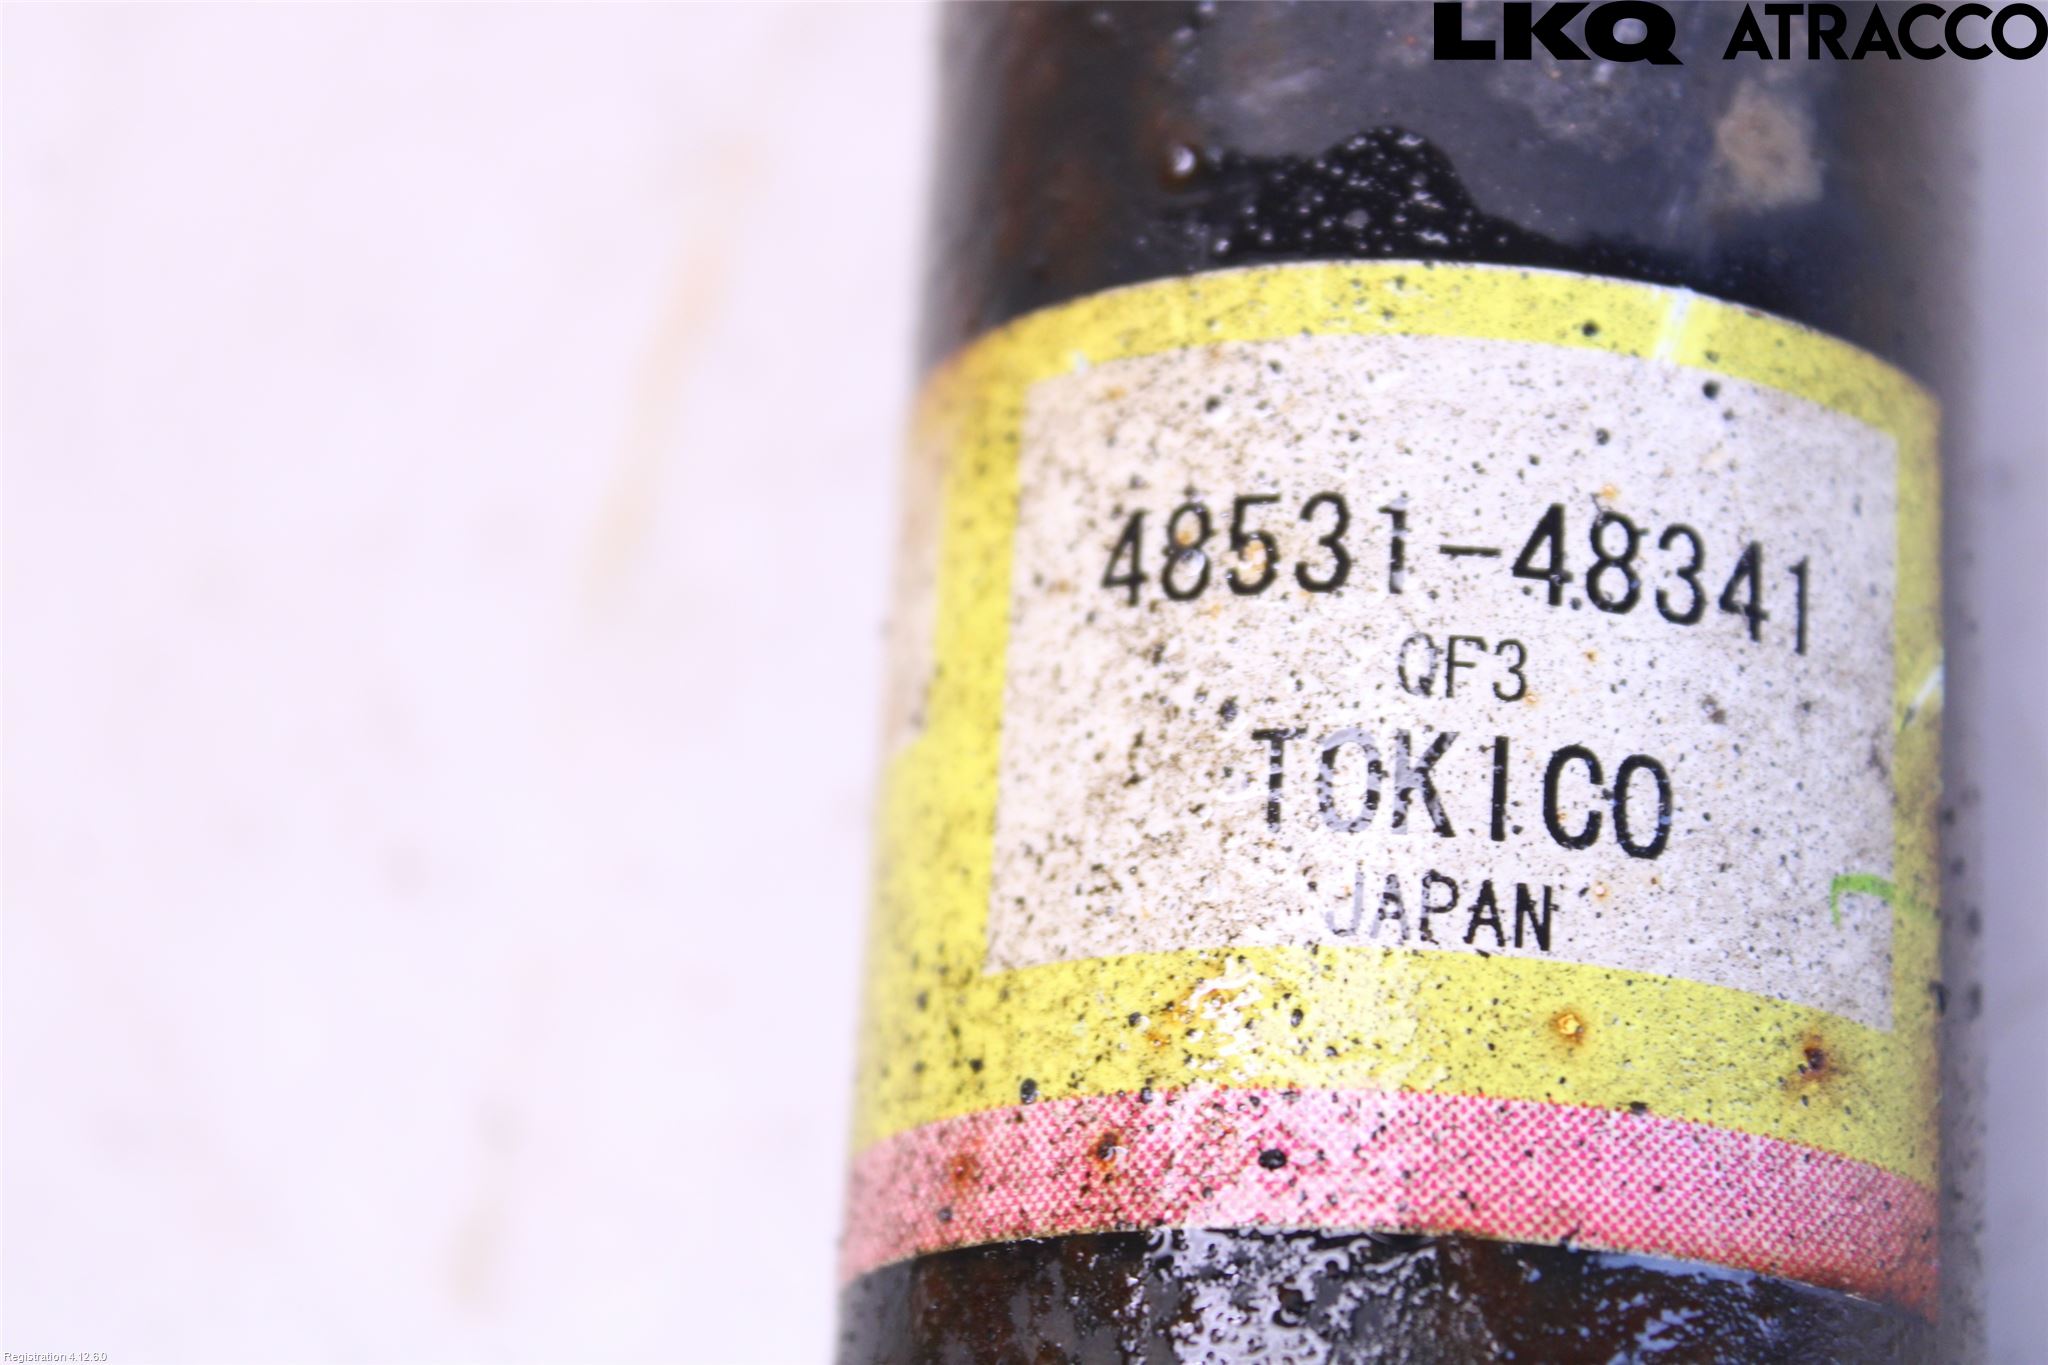 LKQ ATRACCO
48531-48341
QF3
TOKICO
JAPAN
Registration 4.12.6.0